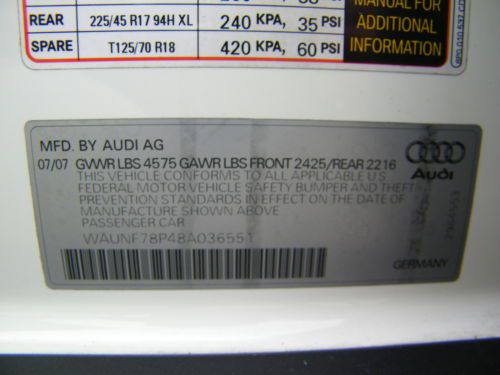 MANUAL FOR
REAR 225/45 R17 94H XL 240 KPA, 35 PSI ADDITIONAL
SPARE T125/70 R18 420 KPA, 60 PSI INFORMATION
MFD. BY AUDI AG
07/07 GVWR LBS 4575 GAWR LBS FRONT 2425/REAR 2216
THIS VEHICLE CONFORMS TO ALL APPLICABLE U.S.
FEDERAL MOTOR VEHICLE SAFETY BUMPER AND THEFT
PREVENTION STANDARDS IN EFFECT ON THE DATE OF
MANUFACTURE SHOWN ABOVE.
PASSENGER CAR
WAUNF78P48A036551
Audi
GERMANY